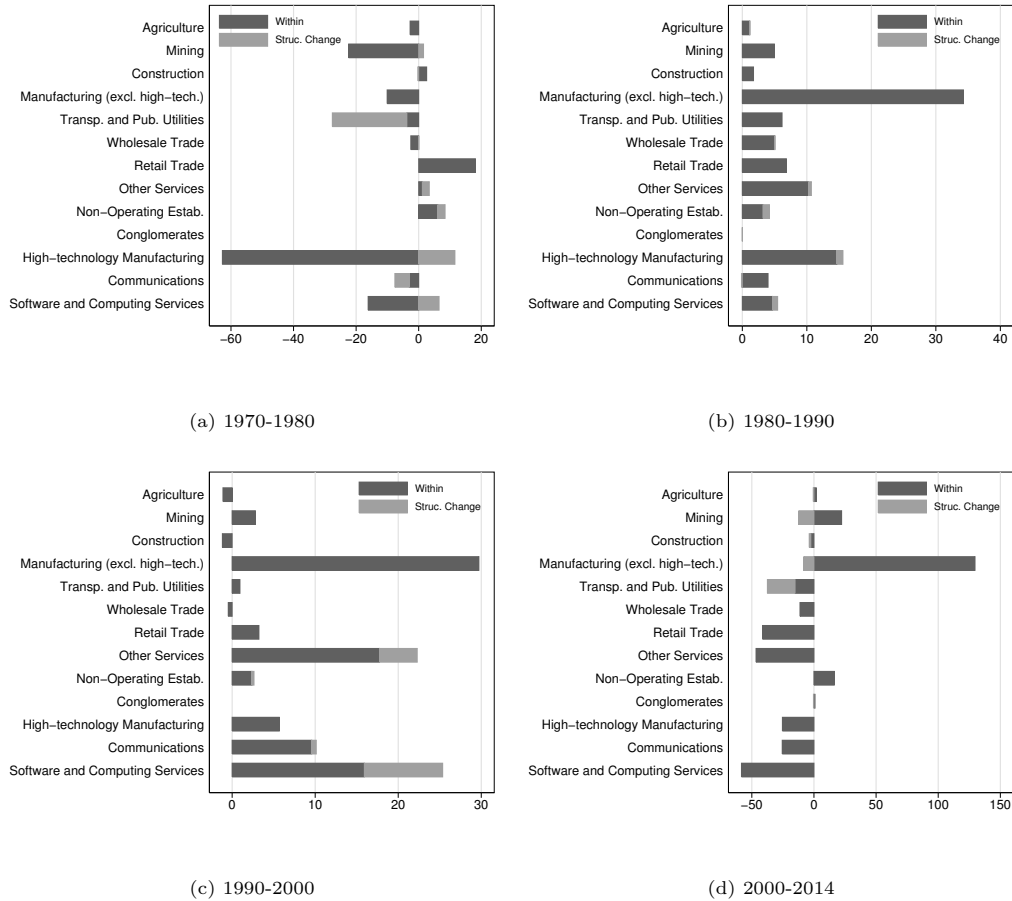 Agriculture
Mining
Construction
Manufacturing (excl. high−tech.)
Transp. and Pub. Utilities
Wholesale Trade
Retail Trade
Other Services
Non−Operating Estab.
Conglomerates
High−technology Manufacturing
Communications
Software and Computing Services
Within
Struc. Change
−60 −40 −20 0 20
(a) 1970-1980
Agriculture
Mining
Construction
Manufacturing (excl. high−tech.)
Transp. and Pub. Utilities
Wholesale Trade
Retail Trade
Other Services
Non−Operating Estab.
Conglomerates
High−technology Manufacturing
Communications
Software and Computing Services
Within
Struc. Change
0 10 20 30 40
(b) 1980-1990
Agriculture
Mining
Construction
Manufacturing (excl. high−tech.)
Transp. and Pub. Utilities
Wholesale Trade
Retail Trade
Other Services
Non−Operating Estab.
Conglomerates
High−technology Manufacturing
Communications
Software and Computing Services
Within
Struc. Change
0 10 20 30
(c) 1990-2000
Agriculture
Mining
Construction
Manufacturing (excl. high−tech.)
Transp. and Pub. Utilities
Wholesale Trade
Retail Trade
Other Services
Non−Operating Estab.
Conglomerates
High−technology Manufacturing
Communications
Software and Computing Services
Within
Struc. Change
−50 0 50 100 150
(d) 2000-2014